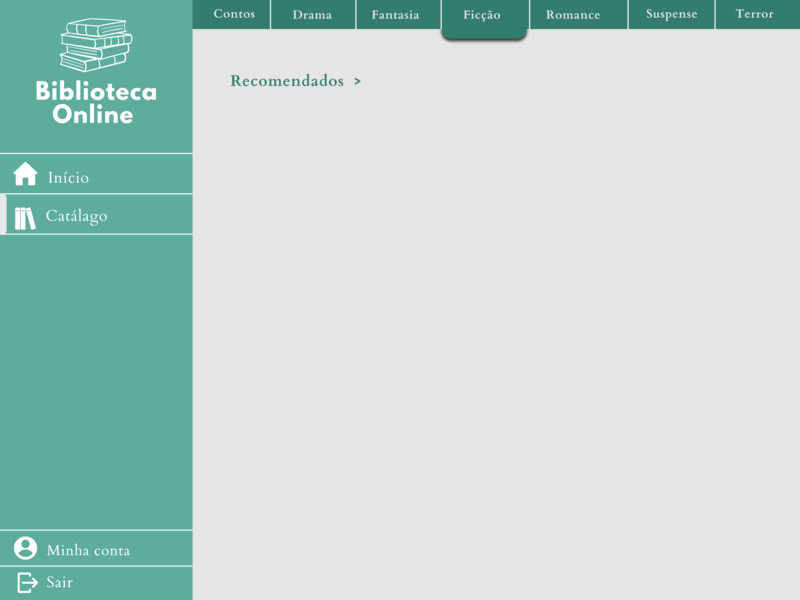 Biblioteca
Online
Início
Catálago
Minha conta
Sair
Contos
Drama
Fantasia
Ficção
Romance
Suspense
Terror
Recomendados >